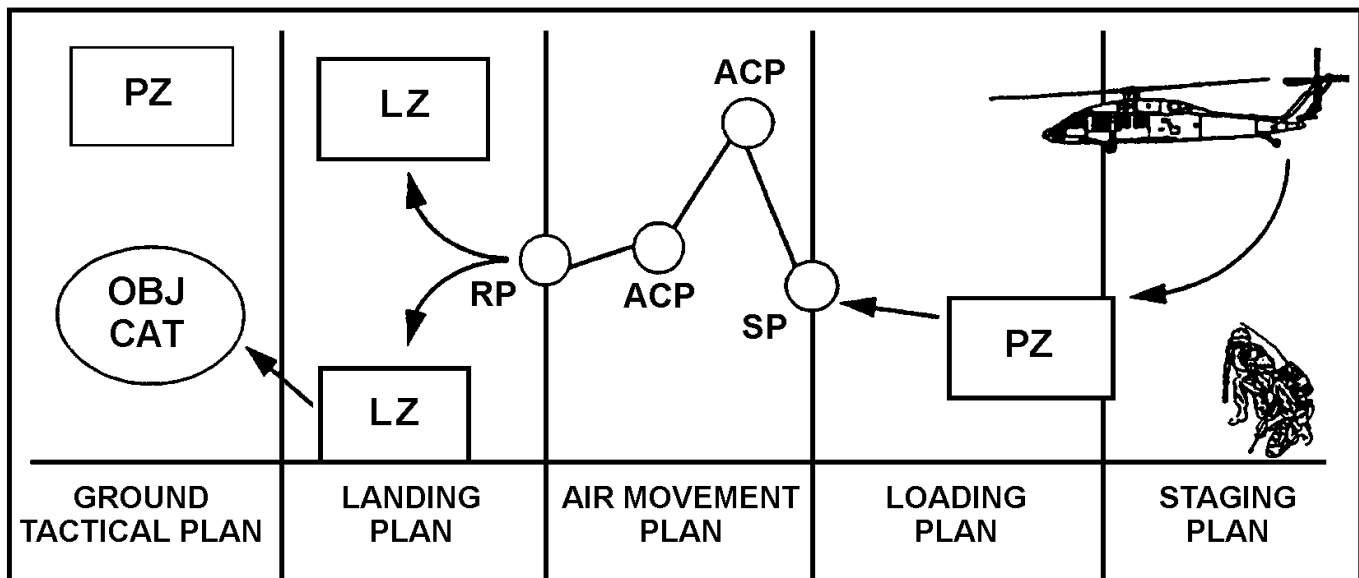 PZ
OBJ
CAT
LZ
LZ
RP
ACP
ACP
SP
PZ
GROUND
TACTICAL PLAN
LANDING
PLAN
AIR MOVEMENT
PLAN
LOADING
PLAN
STAGING
PLAN